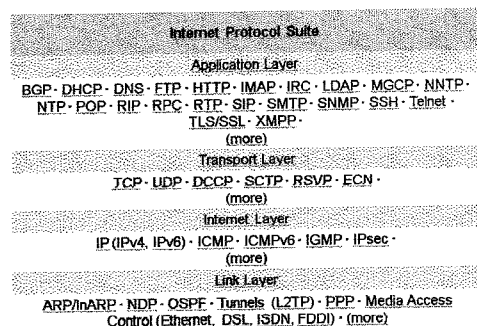 Internet Protocol Suite
Application Layer
BGP · DHCP · DNS · FTP · HTTP · IMAP · IRC · LDAP · MGCP · NNTP ·
NTP · POP · RIP · RPC · RTP · SIP · SMTP · SNMP · SSH · Telnet ·
TLS/SSL · XMPP ·
(more)
Transport Layer
TCP · UDP · DCCP · SCTP · RSVP · ECN ·
(more)
Internet Layer
IP (IPv4, IPv6) · ICMP · ICMPv6 · IGMP · IPsec ·
(more)
Link Layer
ARP/InARP · NDP · OSPF · Tunnels (L2TP) · PPP · Media Access
Control (Ethernet, DSL, ISDN, FDDI) · (more)